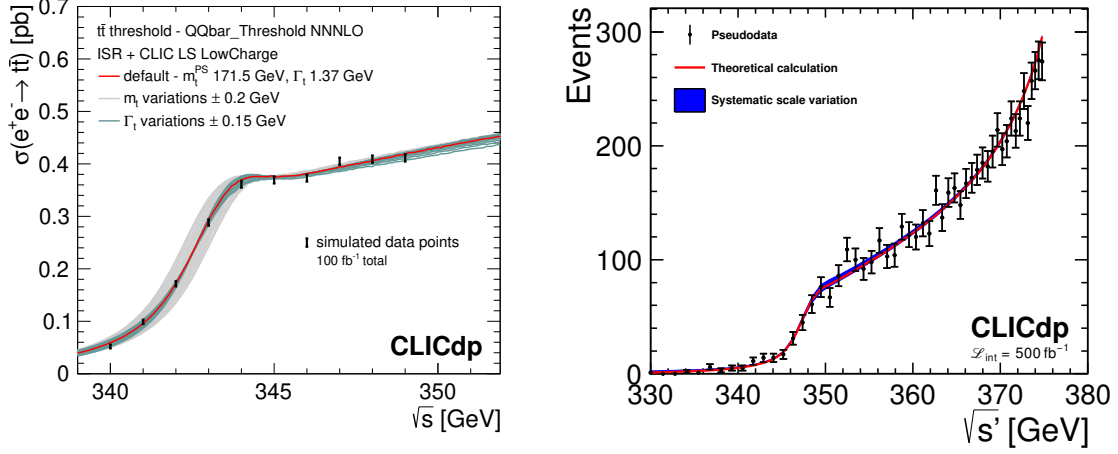 tt̄ threshold - QQbar_Threshold NNNLO
ISR + CLIC LS LowCharge
default - m_t^PS 171.5 GeV, Γ_t 1.37 GeV
m_t variations ± 0.2 GeV
Γ_t variations ± 0.15 GeV
simulated data points
100 fb⁻¹ total
CLICdp
σ(e⁺e⁻→ tt̄) [pb]
0.7
0.6
0.5
0.4
0.3
0.2
0.1
0
340 345 350
√s [GeV]
Events
300
200
100
0
Pseudodata
Theoretical calculation
Systematic scale variation
CLICdp
ℒ_int = 500 fb⁻¹
330 340 350 360 370 380
√s' [GeV]